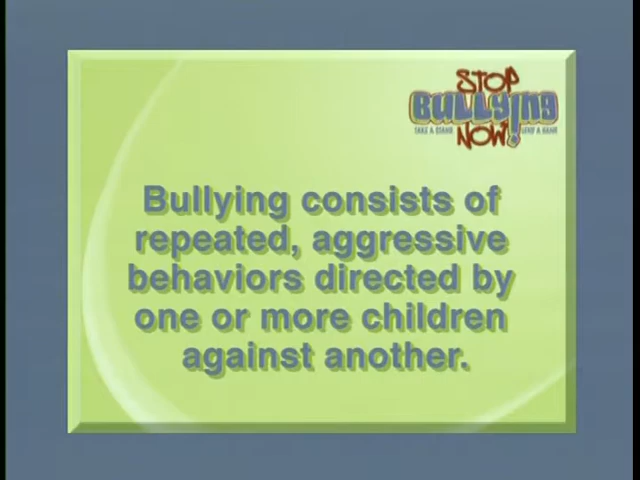 STOP
BULLYING
NOW!
TAKE A STAND. LEND A HAND
Bullying consists of
repeated, aggressive
behaviors directed by
one or more children
against another.